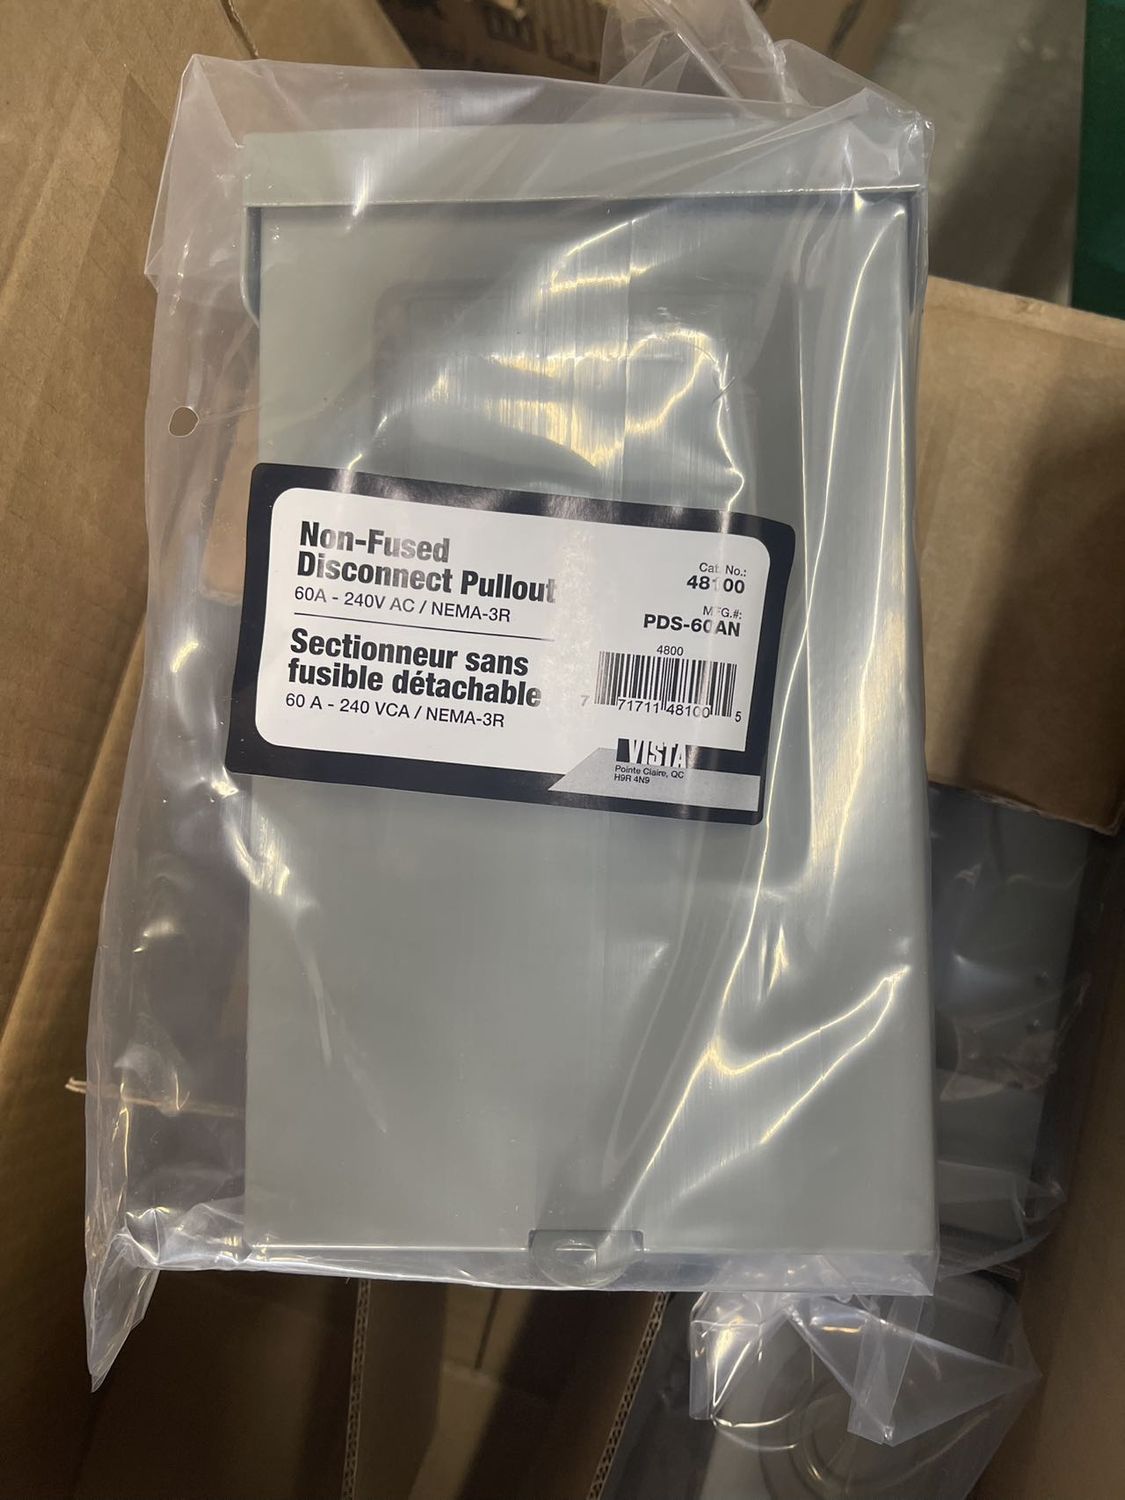 Non-Fused
Disconnect Pullout
60A - 240V AC / NEMA-3R
Sectionneur sans
fusible détachable
60 A - 240 VCA / NEMA-3R
Cat. No.:
48100
MFG.#:
PDS-60AN
4800
7 71711 48100 5
VISTA
Pointe Claire, QC
H9R 4N9